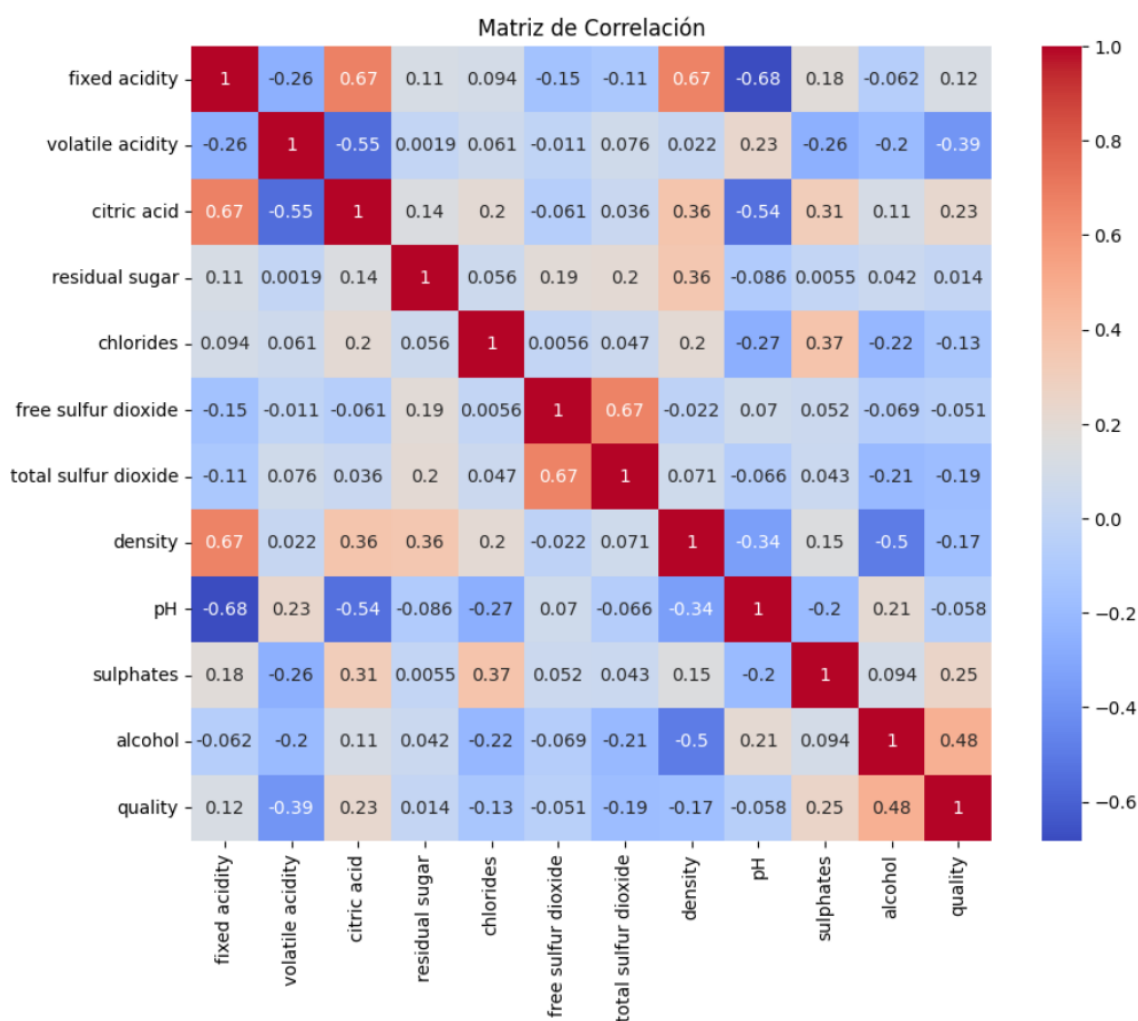 Matriz de Correlación
fixed acidity 1 -0.26 0.67 0.11 0.094 -0.15 -0.11 0.67 -0.68 0.18 -0.062 0.12
volatile acidity -0.26 1 -0.55 0.0019 0.061 -0.011 0.076 0.022 0.23 -0.26 -0.2 -0.39
citric acid 0.67 -0.55 1 0.14 0.2 -0.061 0.036 0.36 -0.54 0.31 0.11 0.23
residual sugar 0.11 0.0019 0.14 1 0.056 0.19 0.2 0.36 -0.086 0.0055 0.042 0.014
chlorides 0.094 0.061 0.2 0.056 1 0.0056 0.047 0.2 -0.27 0.37 -0.22 -0.13
free sulfur dioxide -0.15 -0.011 -0.061 0.19 0.0056 1 0.67 -0.022 0.07 0.052 -0.069 -0.051
total sulfur dioxide -0.11 0.076 0.036 0.2 0.047 0.67 1 0.071 -0.066 0.043 -0.21 -0.19
density 0.67 0.022 0.36 0.36 0.2 -0.022 0.071 1 -0.34 0.15 -0.5 -0.17
pH -0.68 0.23 -0.54 -0.086 -0.27 0.07 -0.066 -0.34 1 -0.2 0.21 -0.058
sulphates 0.18 -0.26 0.31 0.0055 0.37 0.052 0.043 0.15 -0.2 1 0.094 0.25
alcohol -0.062 -0.2 0.11 0.042 -0.22 -0.069 -0.21 -0.5 0.21 0.094 1 0.48
quality 0.12 -0.39 0.23 0.014 -0.13 -0.051 -0.19 -0.17 -0.058 0.25 0.48 1
fixed acidity
volatile acidity
citric acid
residual sugar
chlorides
free sulfur dioxide
total sulfur dioxide
density
pH
sulphates
alcohol
quality
1.0
0.8
0.6
0.4
0.2
0.0
−0.2
−0.4
−0.6